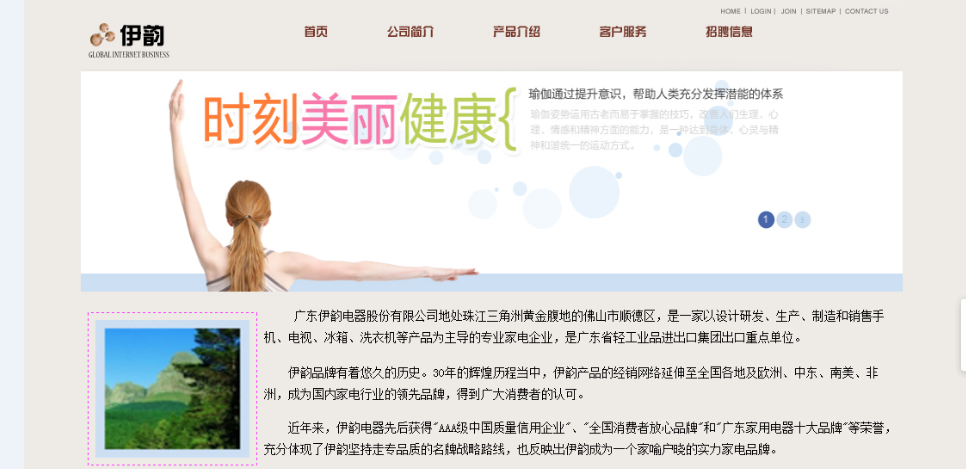 HOME | LOGIN | JOIN | SITEMAP | CONTACT US
伊韵
GLOBAL INTERNET BUSINESS
首页 公司简介 产品介绍 客户服务 招聘信息
时刻美丽健康{
瑜伽通过提升意识，帮助人类充分发挥潜能的体系
瑜伽姿势运用古老而易于掌握的技巧，改善人们生理、心
理、情感和精神方面的能力，是一种达到身体、心灵与精
神和谐统一的运动方式。
1 2 3
广东伊韵电器股份有限公司地处珠江三角洲黄金腹地的佛山市顺德区，是一家以设计研发、生产、制造和销售手
机、电视、冰箱、洗衣机等产品为主导的专业家电企业，是广东省轻工业品进出口集团出口重点单位。
伊韵品牌有着悠久的历史。30年的辉煌历程当中，伊韵产品的经销网络延伸至全国各地及欧洲、中东、南美、非
洲，成为国内家电行业的领先品牌，得到广大消费者的认可。
近年来，伊韵电器先后获得"AAA级中国质量信用企业"、"全国消费者放心品牌"和"广东家用电器十大品牌"等荣誉，
充分体现了伊韵坚持走专品质的名牌战略路线，也反映出伊韵成为一个家喻户晓的实力家电品牌。